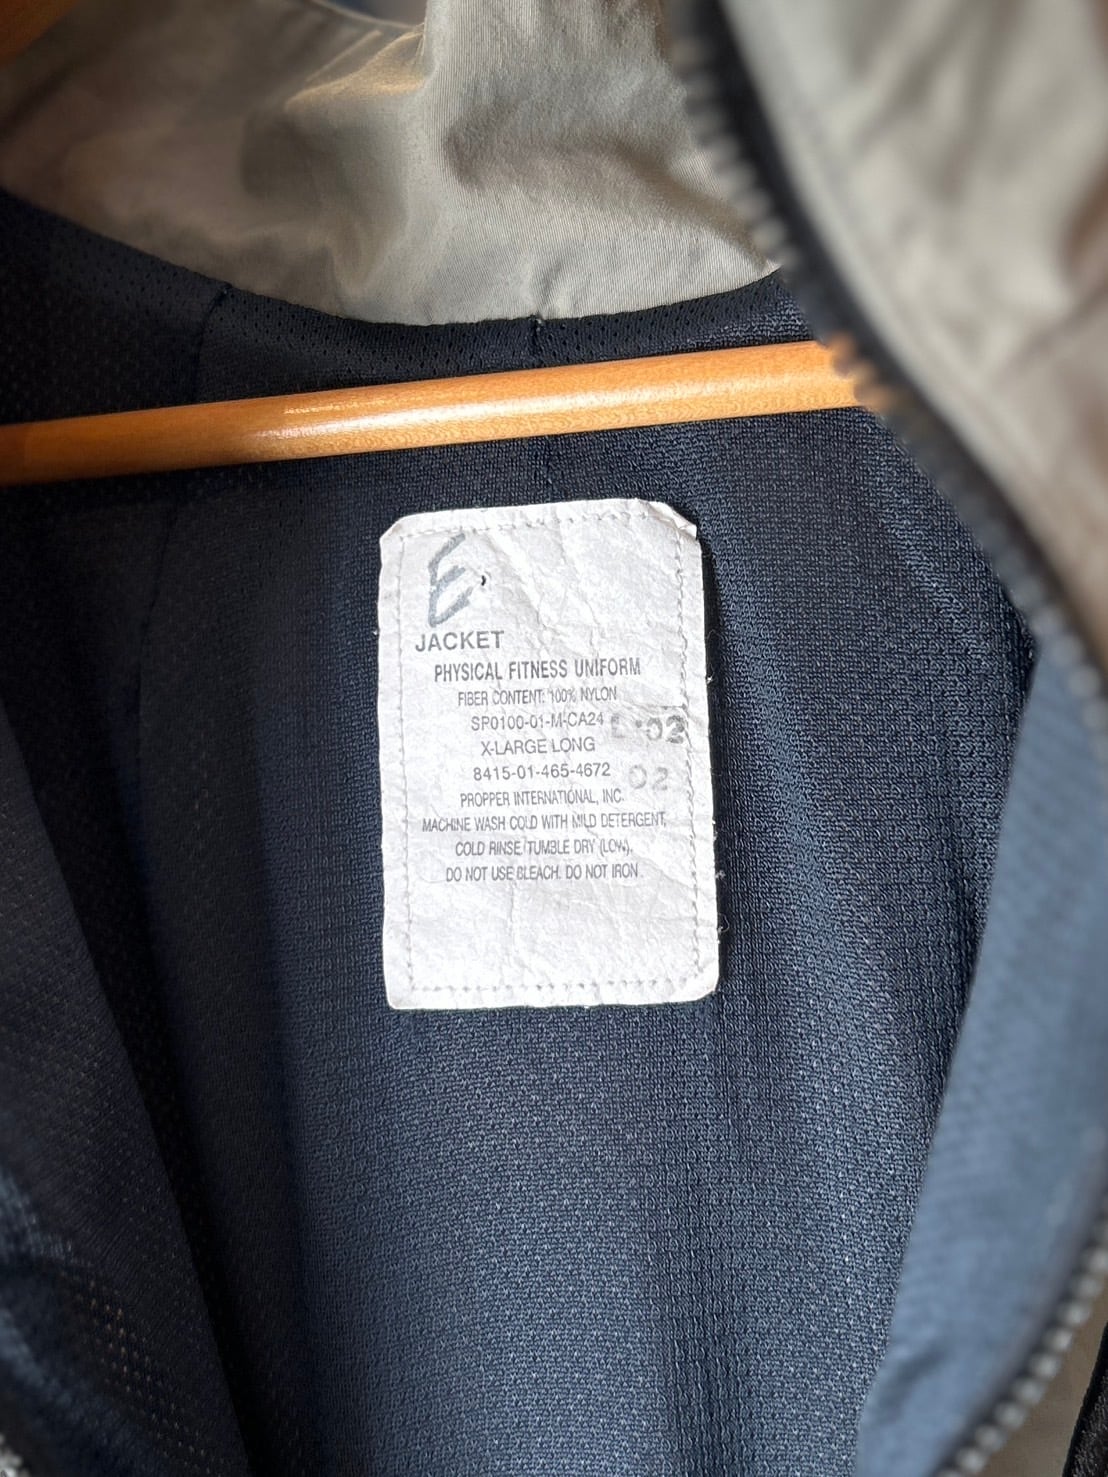 E
JACKET
PHYSICAL FITNESS UNIFORM
FIBER CONTENT: 100% NYLON
SP0100-01-M-CA24
X-LARGE LONG
8415-01-465-4672 02
PROPPER INTERNATIONAL, INC.
MACHINE WASH COLD WITH MILD DETERGENT,
COLD RINSE/TUMBLE DRY (LOW).
DO NOT USE BLEACH. DO NOT IRON